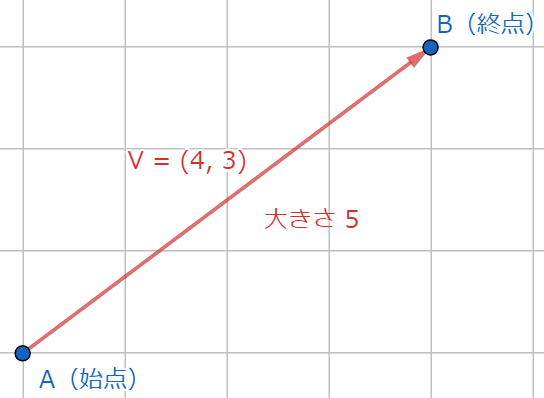 B（終点）
V = (4, 3)
大きさ 5
A（始点）